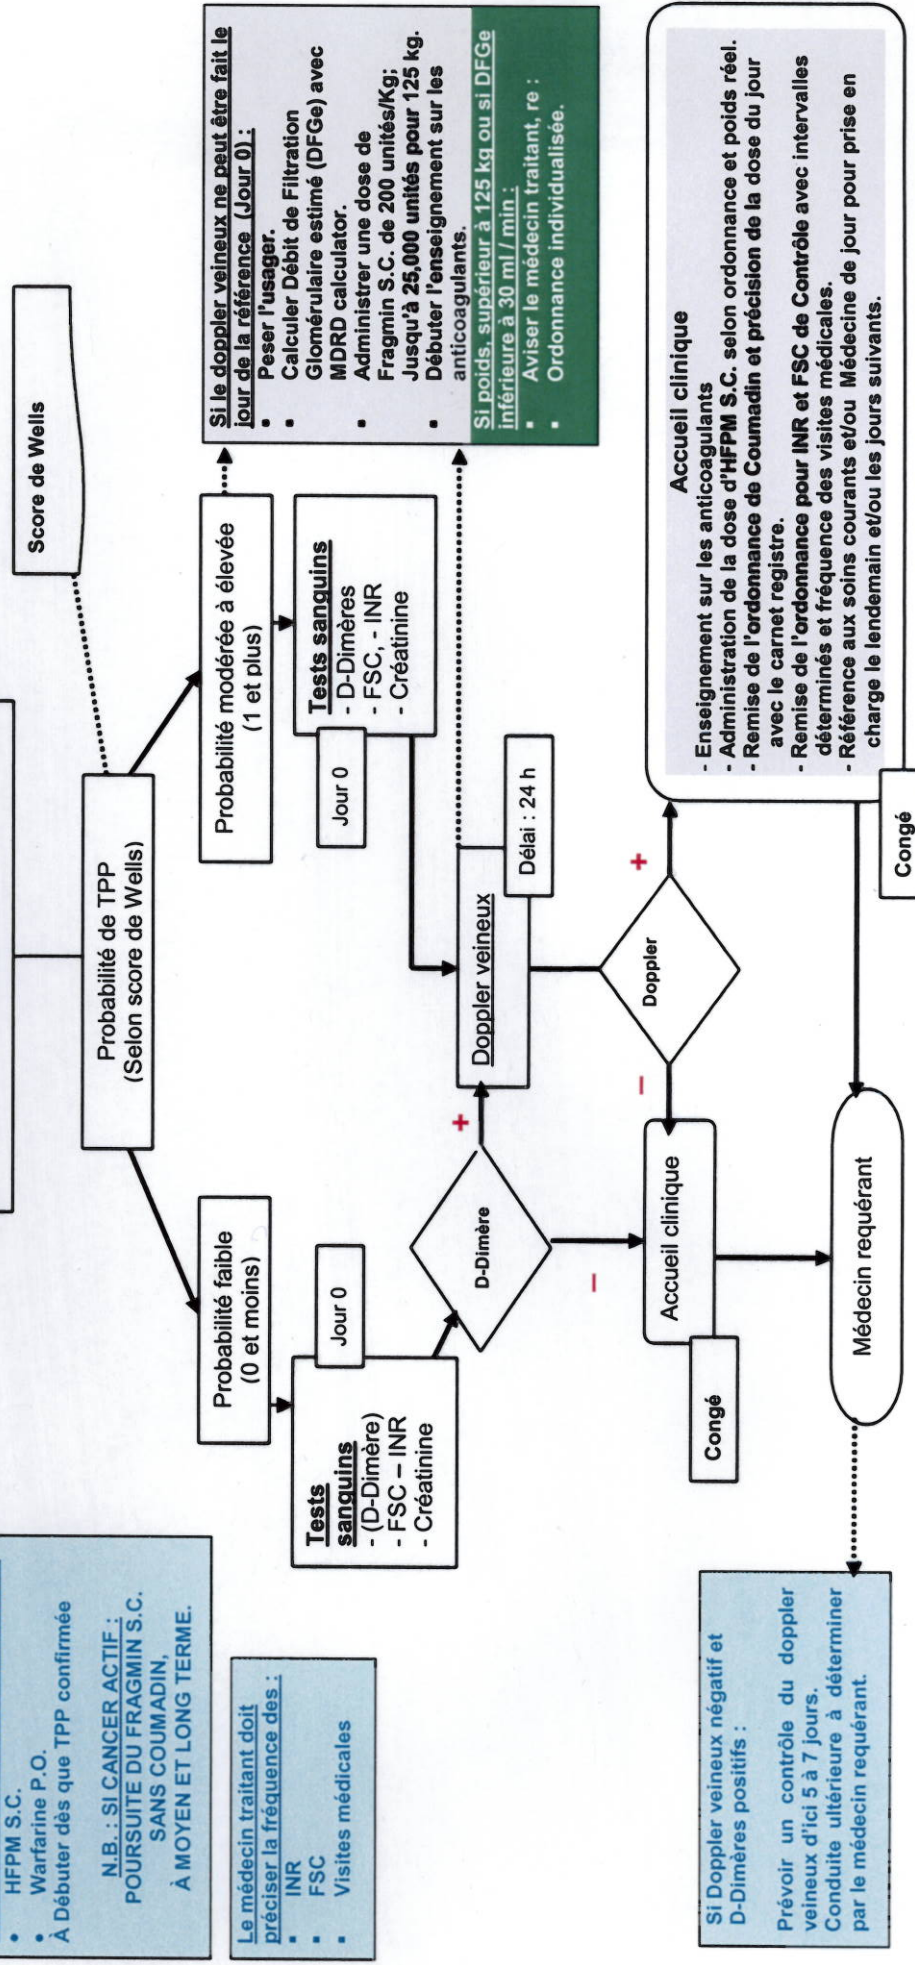 HFPM S.C.
Warfarine P.O.
À Débuter dès que TPP confirmée
N.B. : SI CANCER ACTIF :
POURSUITE DU FRAGMIN S.C.
SANS COUMADIN,
À MOYEN ET LONG TERME.
Score de Wells
Probabilité de TPP
(Selon score de Wells)
Le médecin traitant doit
préciser la fréquence des :
INR
FSC
Visites médicales
Probabilité faible
(0 et moins)
Probabilité modérée à élevée
(1 et plus)
Si le doppler veineux ne peut être fait le
jour de la référence (Jour 0) :
Peser l'usager.
Calculer Débit de Filtration
Glomérulaire estimé (DFGe) avec
MDRD calculator.
Administrer une dose de
Fragmin S.C. de 200 unités/Kg;
Jusqu'à 25,000 unités pour 125 kg.
Débuter l'enseignement sur les
anticoagulants.
Si poids, supérieur à 125 kg ou si DFGe
inférieure à 30 ml / min :
Aviser le médecin traitant, re :
Ordonnance individualisée.
Jour 0
Tests
sanguins
- (D-Dimère)
- FSC – INR
- Créatinine
Jour 0
Tests sanguins
- D-Dimères
- FSC, - INR
- Créatinine
D-Dimère
+
–
Doppler veineux
Délai : 24 h
Doppler
–
+
Accueil clinique
Congé
Accueil clinique
- Enseignement sur les anticoagulants
- Administration de la dose d'HFPM S.C. selon ordonnance et poids réel.
- Remise de l'ordonnance de Coumadin et précision de la dose du jour
avec le carnet registre.
- Remise de l'ordonnance pour INR et FSC de Contrôle avec intervalles
déterminés et fréquence des visites médicales.
- Référence aux soins courants et/ou Médecine de jour pour prise en
charge le lendemain et/ou les jours suivants.
Congé
Médecin requérant
Si Doppler veineux négatif et
D-Dimères positifs :
Prévoir un contrôle du doppler
veineux d'ici 5 à 7 jours.
Conduite ultérieure à déterminer
par le médecin requérant.